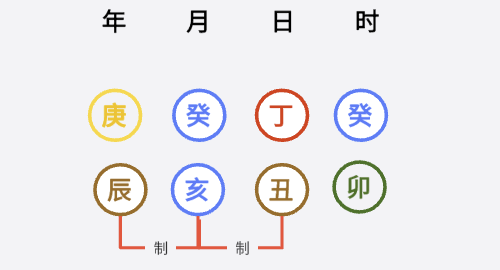 年 月 日 时
庚 癸 丁 癸
辰 亥 丑 卯
制 制